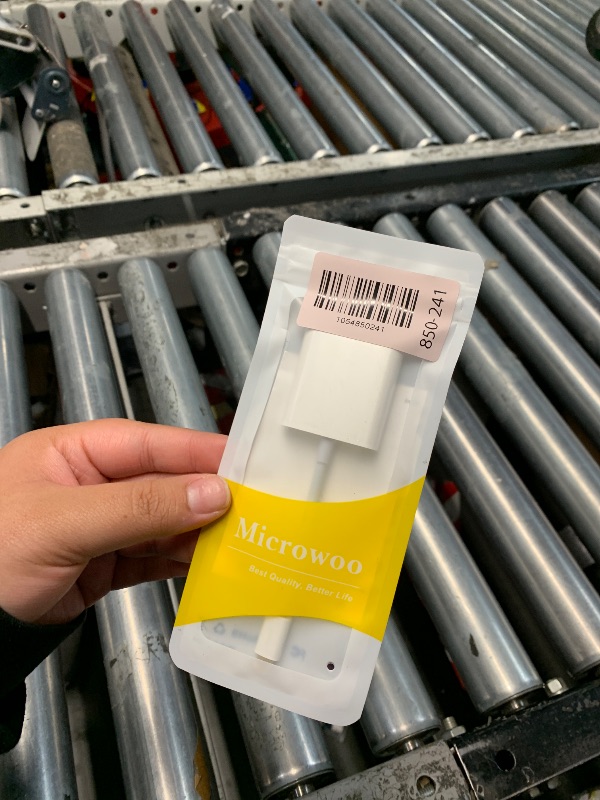 1054850241
850-241
Microwoo
Best Quality, Better Life